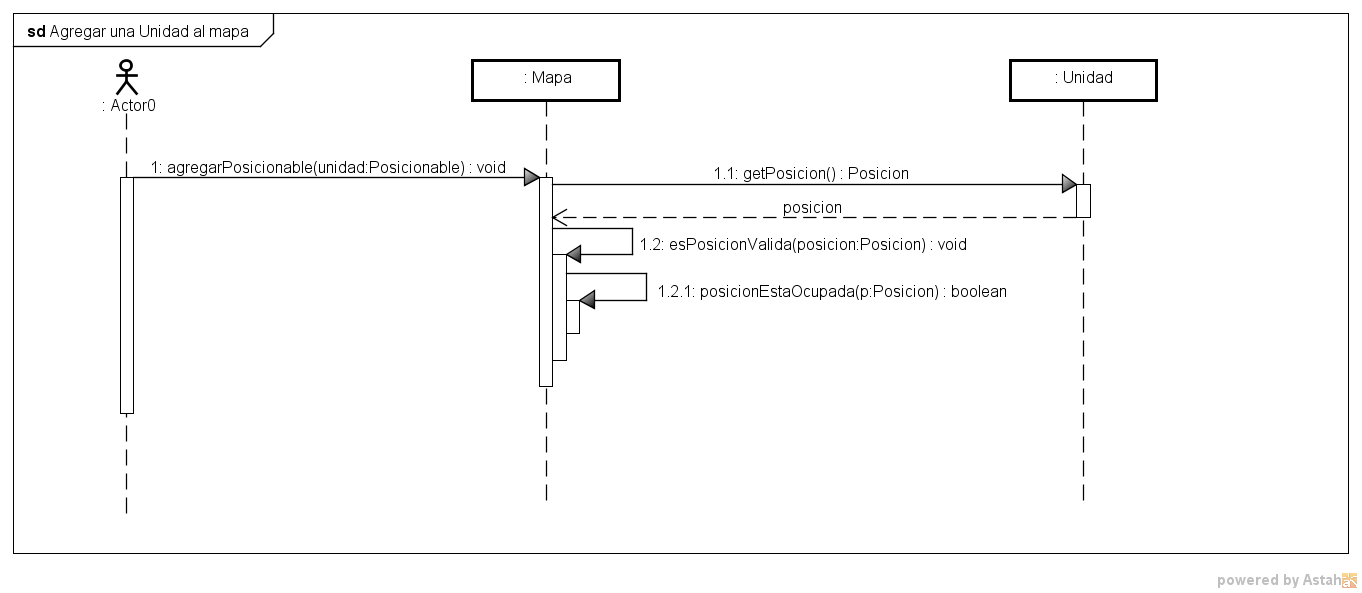 sd Agregar una Unidad al mapa
: Actor0
: Mapa
: Unidad
1: agregarPosicionable(unidad:Posicionable) : void
1.1: getPosicion() : Posicion
posicion
1.2: esPosicionValida(posicion:Posicion) : void
1.2.1: posicionEstaOcupada(p:Posicion) : boolean
powered by Astah